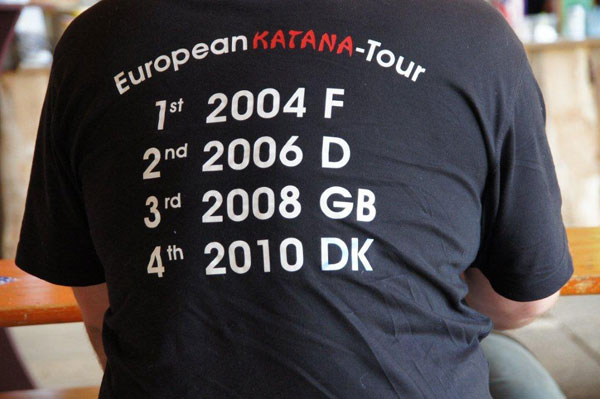 European KATANA-Tour
1st 2004 F
2nd 2006 D
3rd 2008 GB
4th 2010 DK